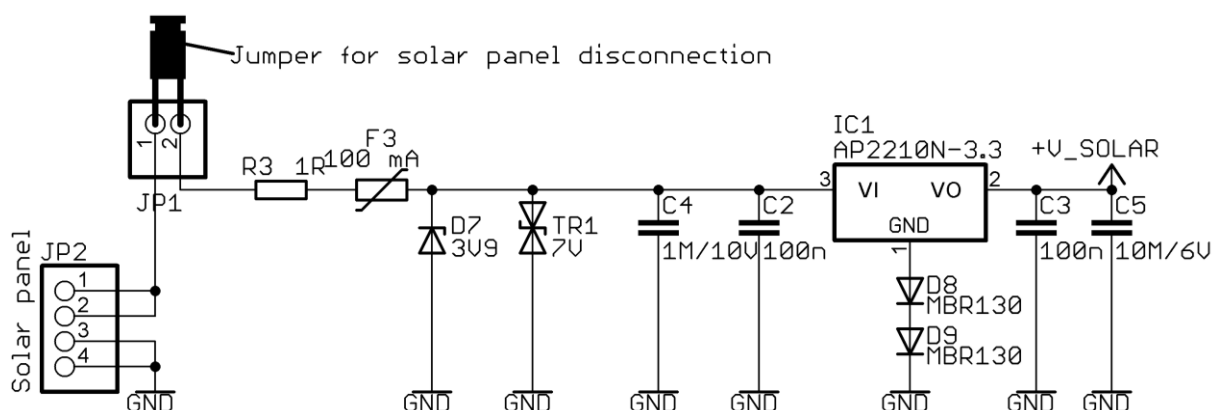 Jumper for solar panel disconnection
1
2
JP1
R3 1R
F3
100 mA
D7
3V9
TR1
7V
C4
1M/10V
C2
100n
IC1
AP2210N-3.3
3
VI
VO
2
GND
1
D8
MBR130
D9
MBR130
+V_SOLAR
C3
100n
C5
10M/6V
JP2
Solar panel
1
2
3
4
GND
GND
GND
GND
GND
GND
GND
GND